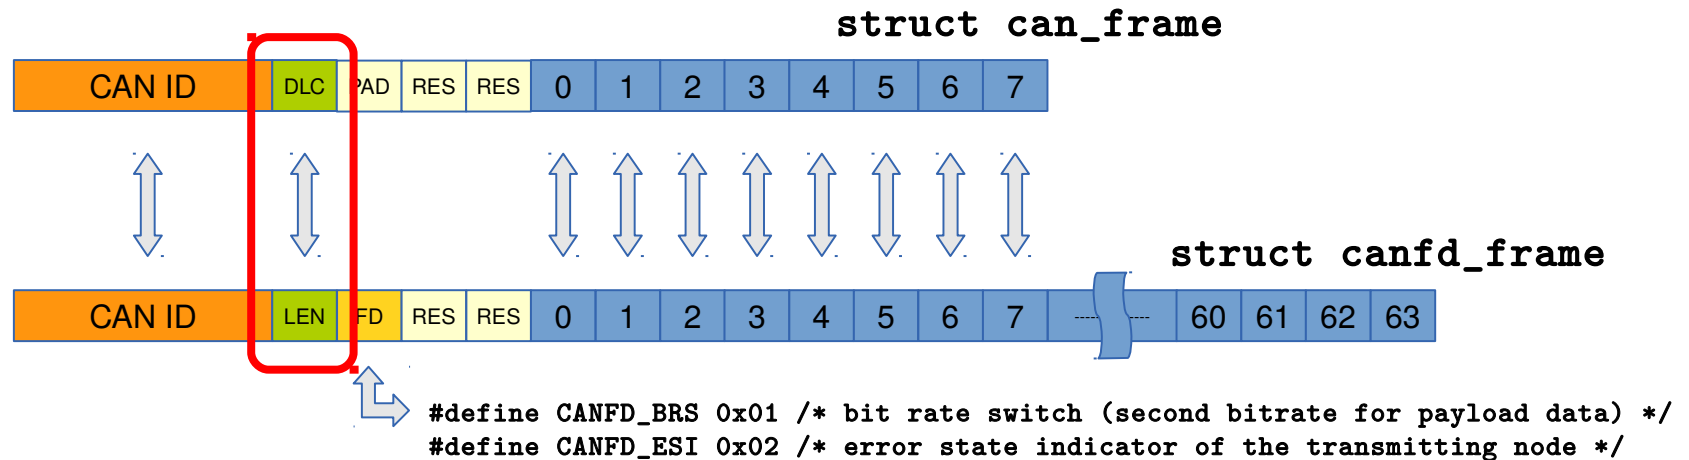 struct can_frame
CAN ID DLC PAD RES RES 0 1 2 3 4 5 6 7
struct canfd_frame
CAN ID LEN FD RES RES 0 1 2 3 4 5 6 7 60 61 62 63
#define CANFD_BRS 0x01 /* bit rate switch (second bitrate for payload data) */
#define CANFD_ESI 0x02 /* error state indicator of the transmitting node */